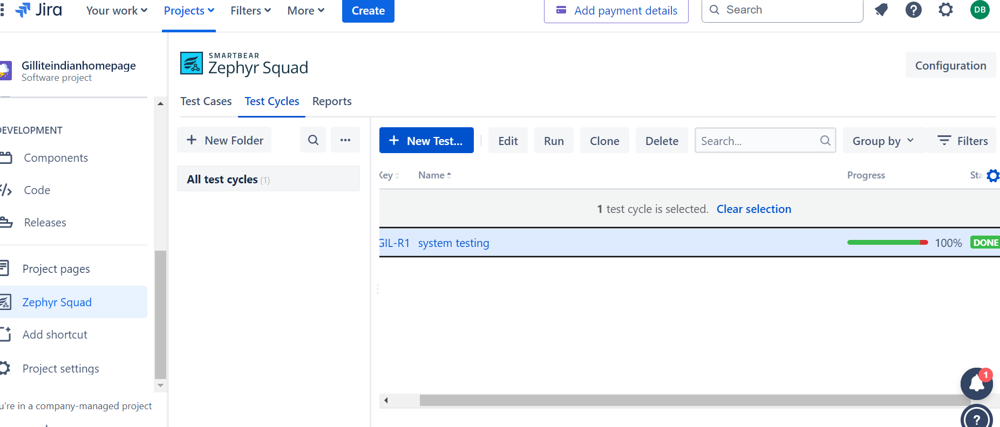 Jira Your work Projects Filters More Create Add payment details Search DB
Gilliteindianhomepage
Software project
SMARTBEAR
Zephyr Squad
Configuration
Test Cases Test Cycles Reports
DEVELOPMENT
Components
Code
Releases
Project pages
Zephyr Squad
Add shortcut
Project settings
u're in a company-managed project
New Folder
All test cycles (1)
+ New Test... Edit Run Clone Delete Search... Group by Filters
Key Name Progress Sta
1 test cycle is selected. Clear selection
GIL-R1 system testing 100% DONE
1
?